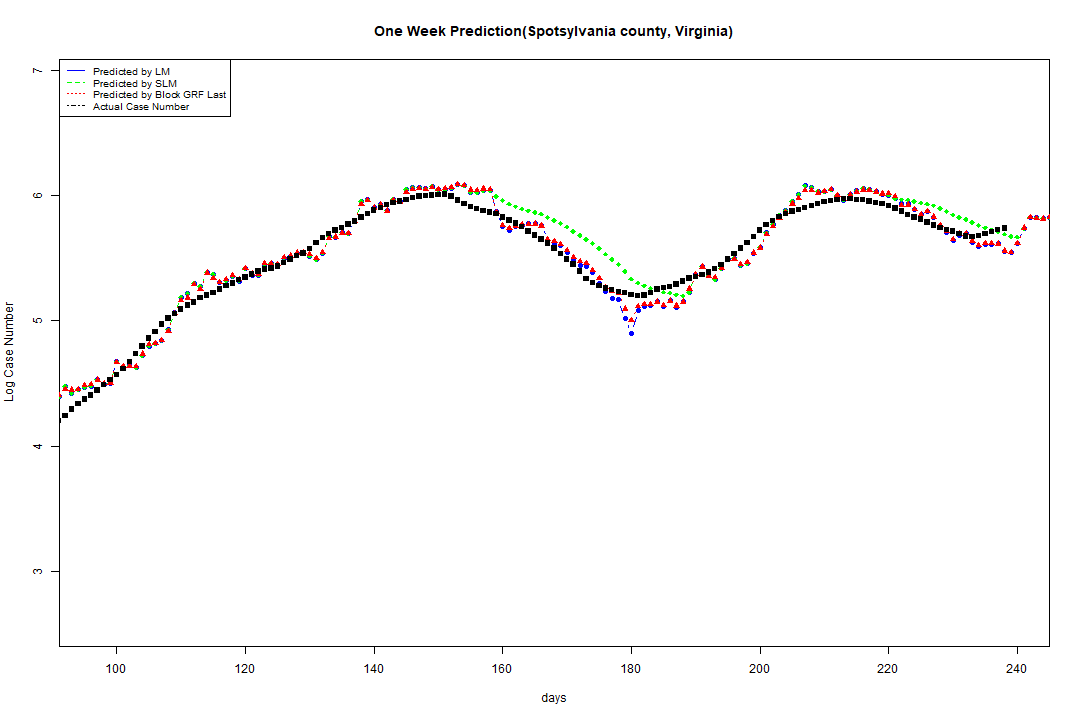 One Week Prediction(Spotsylvania county, Virginia)
Predicted by LM
Predicted by SLM
Predicted by Block GRF Last
Actual Case Number
7
6
5
4
3
Log Case Number
100 120 140 160 180 200 220 240
days